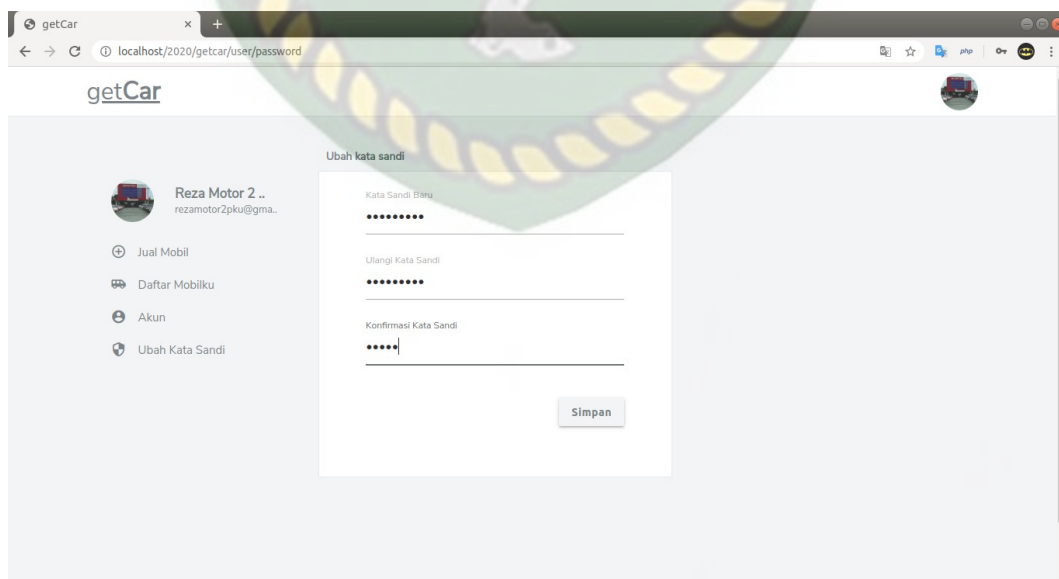 getCar
localhost/2020/getcar/user/password
php
getCar
Ubah kata sandi
Reza Motor 2 ..
rezamotor2pku@gma..
Jual Mobil
Daftar Mobilku
Akun
Ubah Kata Sandi
Kata Sandi Baru
•••••••••
Ulangi Kata Sandi
•••••••••
Konfirmasi Kata Sandi
•••••
Simpan